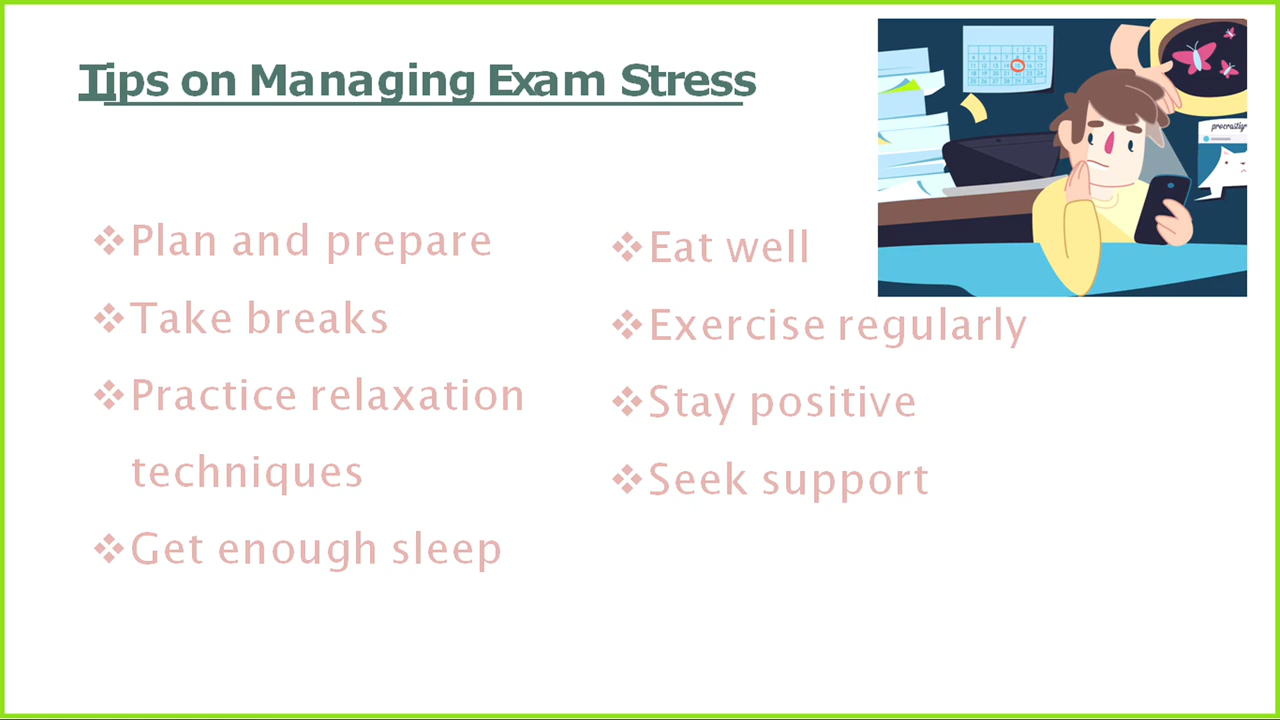 Tips on Managing Exam Stress
❖Plan and prepare
❖Take breaks
❖Practice relaxation
techniques
❖Get enough sleep
❖Eat well
❖Exercise regularly
❖Stay positive
❖Seek support